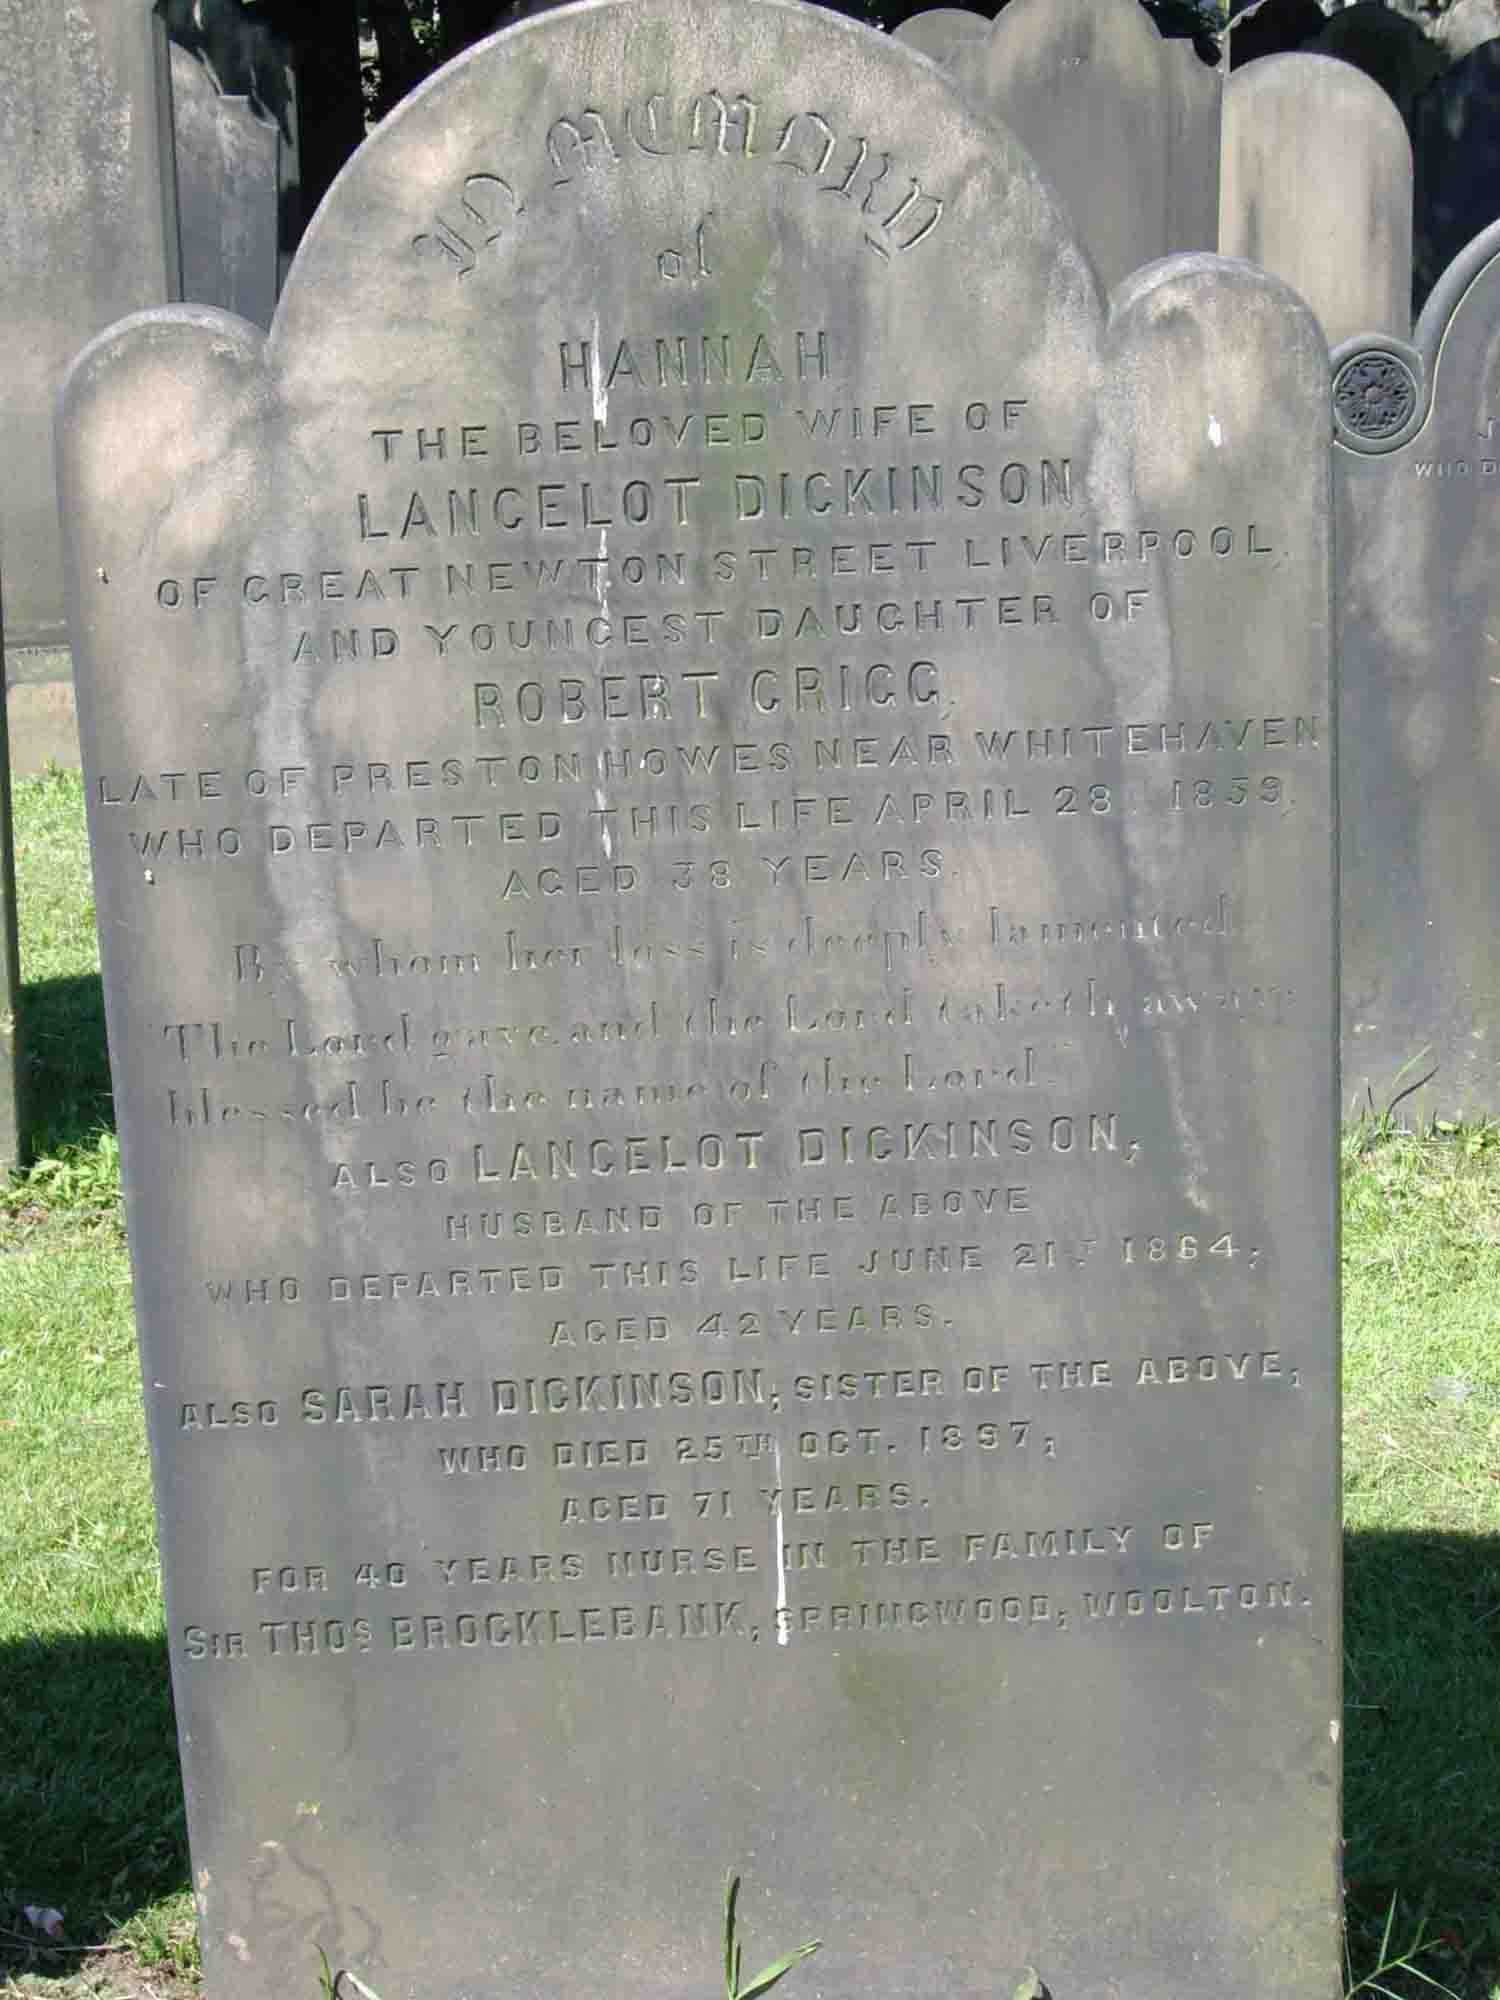 IN MEMORY
of
HANNAH
THE BELOVED WIFE OF
LANCELOT DICKINSON
OF GREAT NEWTON STREET LIVERPOOL,
AND YOUNGEST DAUGHTER OF
ROBERT GRIGG,
LATE OF PRESTON HOWES NEAR WHITEHAVEN
WHO DEPARTED THIS LIFE APRIL 28, 1859,
AGED 38 YEARS.
By whom her loss is deeply lamented.
"The Lord gave, and the Lord taketh away;
blessed be the name of the Lord."
ALSO LANCELOT DICKINSON,
HUSBAND OF THE ABOVE
WHO DEPARTED THIS LIFE JUNE 21ST 1864;
AGED 42 YEARS.
ALSO SARAH DICKINSON, SISTER OF THE ABOVE,
WHO DIED 25TH OCT. 1897,
AGED 71 YEARS.
FOR 40 YEARS NURSE IN THE FAMILY OF
SIR THOS BROCKLEBANK, SPRINGWOOD, WOOLTON.
WHO